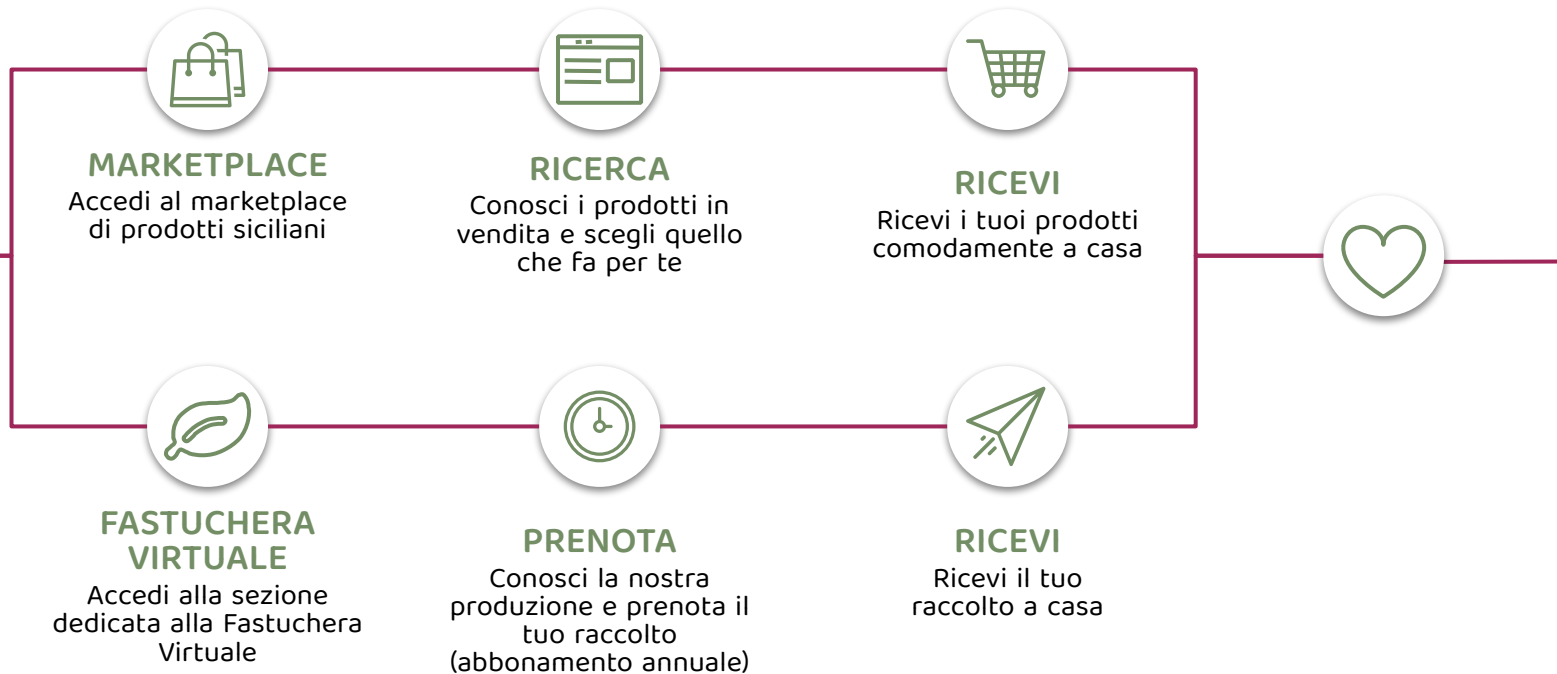 MARKETPLACE
Accedi al marketplace
di prodotti siciliani
RICERCA
Conosci i prodotti in
vendita e scegli quello
che fa per te
RICEVI
Ricevi i tuoi prodotti
comodamente a casa
FASTUCHERA
VIRTUALE
Accedi alla sezione
dedicata alla Fastuchera
Virtuale
PRENOTA
Conosci la nostra
produzione e prenota il
tuo raccolto
(abbonamento annuale)
RICEVI
Ricevi il tuo
raccolto a casa